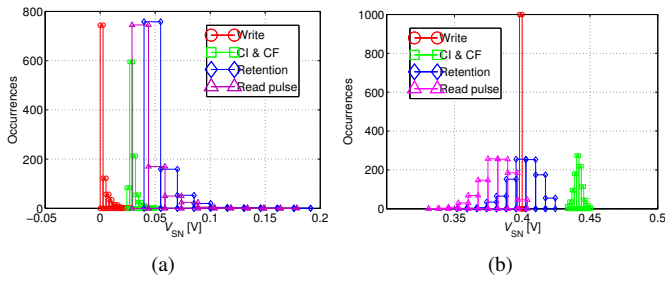 800
600
400
200
0
Occurrences
Write
CI & CF
Retention
Read pulse
−0.05 0 0.05 0.1 0.15 0.2
VSN [V]
(a)
1000
800
600
400
200
0
Occurrences
Write
CI & CF
Retention
Read pulse
0.35 0.4 0.45 0.5
VSN [V]
(b)